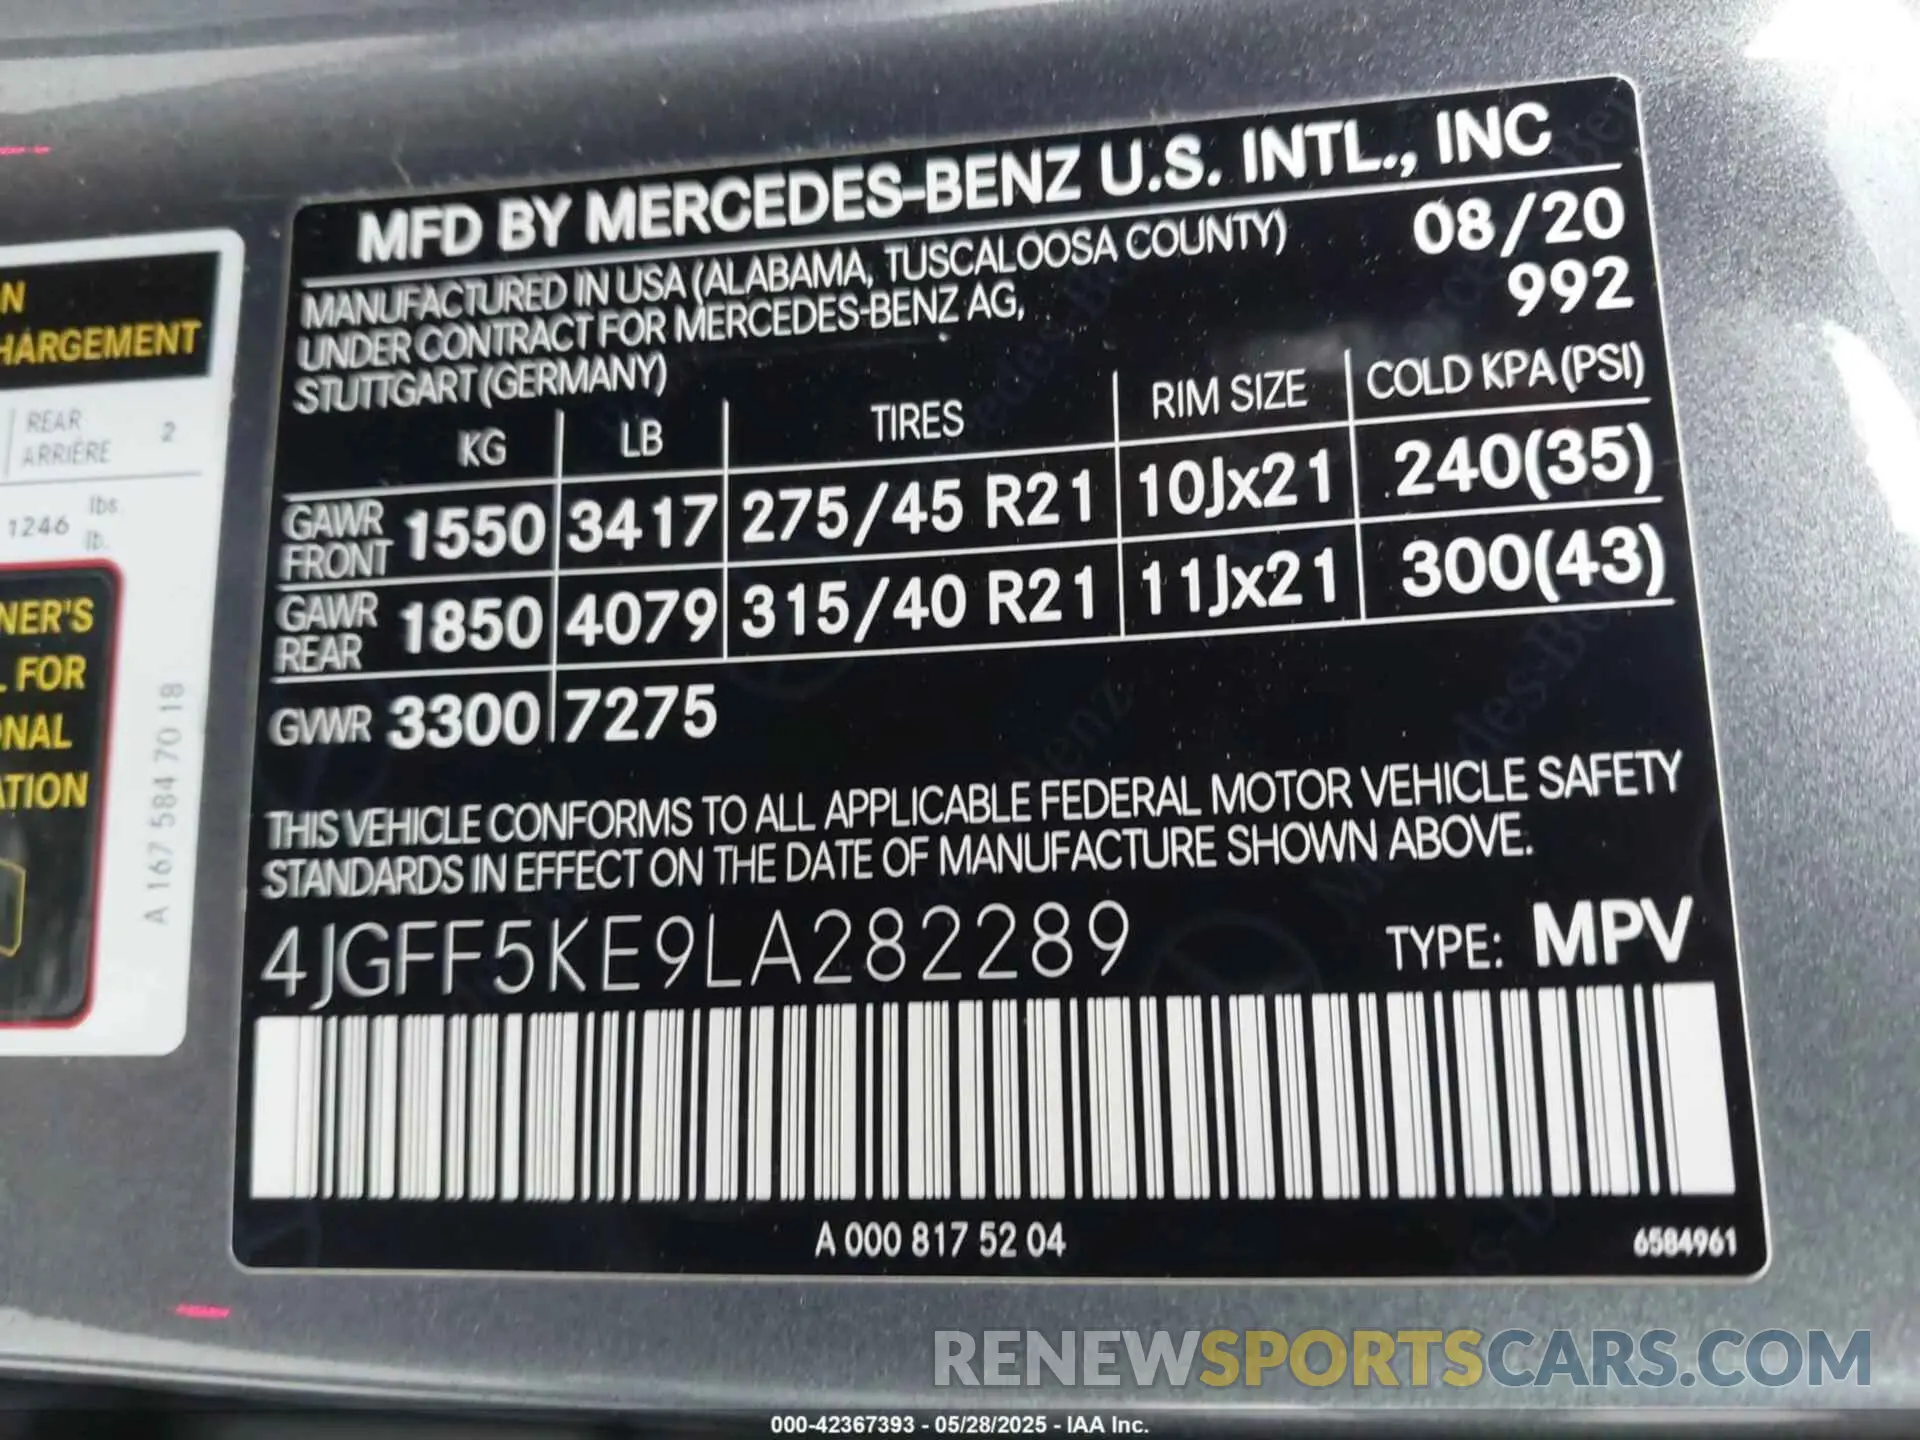 N
HARGEMENT
REAR
ARRIÈRE 2
1246 lbs.
lb.
NER'S
L FOR
ONAL
ATION
A 167 584 70 18
MFD BY MERCEDES-BENZ U.S. INTL., INC
MANUFACTURED IN USA (ALABAMA, TUSCALOOSA COUNTY) 08/20
UNDER CONTRACT FOR MERCEDES-BENZ AG, 992
STUTTGART (GERMANY)
KG LB TIRES RIM SIZE COLD KPA (PSI)
GAWR FRONT 1550 3417 275/45 R21 10Jx21 240(35)
GAWR REAR 1850 4079 315/40 R21 11Jx21 300(43)
GVWR 3300 7275
THIS VEHICLE CONFORMS TO ALL APPLICABLE FEDERAL MOTOR VEHICLE SAFETY
STANDARDS IN EFFECT ON THE DATE OF MANUFACTURE SHOWN ABOVE.
4JGFF5KE9LA282289 TYPE: MPV
A 000 817 52 04 6584961
RENEWSPORTSCARS.COM
000-42367393 - 05/28/2025 - IAA Inc.